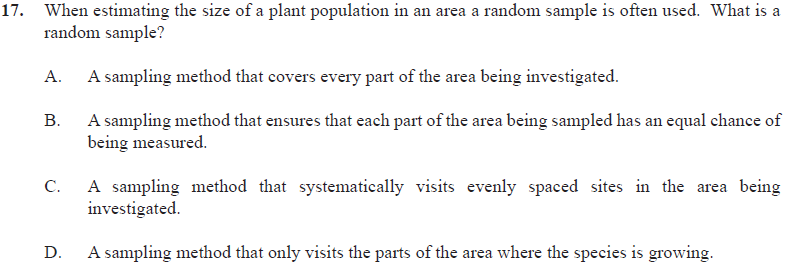 17. When estimating the size of a plant population in an area a random sample is often used. What is a
random sample?
A. A sampling method that covers every part of the area being investigated.
B. A sampling method that ensures that each part of the area being sampled has an equal chance of
being measured.
C. A sampling method that systematically visits evenly spaced sites in the area being
investigated.
D. A sampling method that only visits the parts of the area where the species is growing.